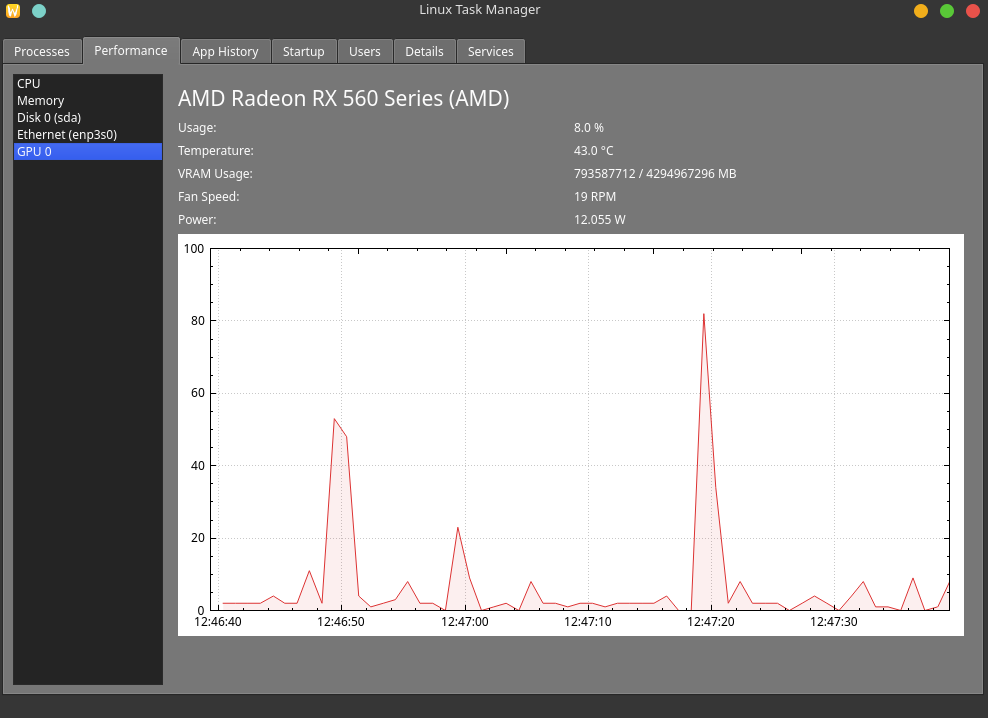 W
Linux Task Manager
Processes Performance App History Startup Users Details Services
CPU
Memory
Disk 0 (sda)
Ethernet (enp3s0)
GPU 0
AMD Radeon RX 560 Series (AMD)
Usage: 8.0 %
Temperature: 43.0 °C
VRAM Usage: 793587712 / 4294967296 MB
Fan Speed: 19 RPM
Power: 12.055 W
100
80
60
40
20
0
12:46:40 12:46:50 12:47:00 12:47:10 12:47:20 12:47:30